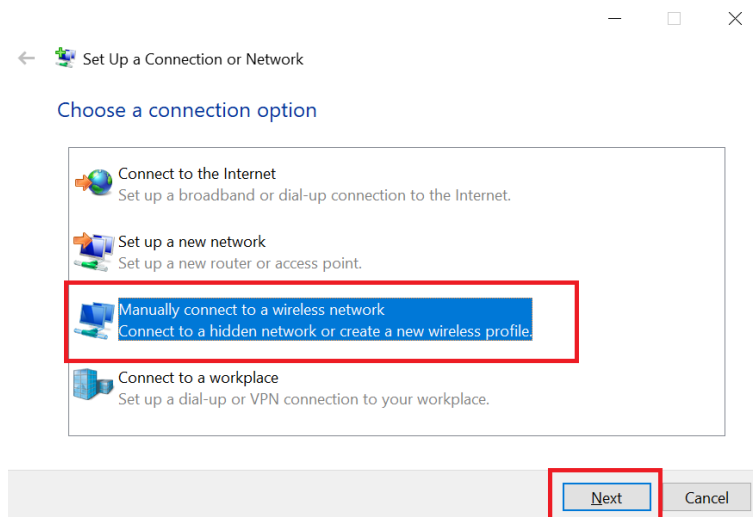 Set Up a Connection or Network
Choose a connection option
Connect to the Internet
Set up a broadband or dial-up connection to the Internet.
Set up a new network
Set up a new router or access point.
Manually connect to a wireless network
Connect to a hidden network or create a new wireless profile.
Connect to a workplace
Set up a dial-up or VPN connection to your workplace.
Next
Cancel